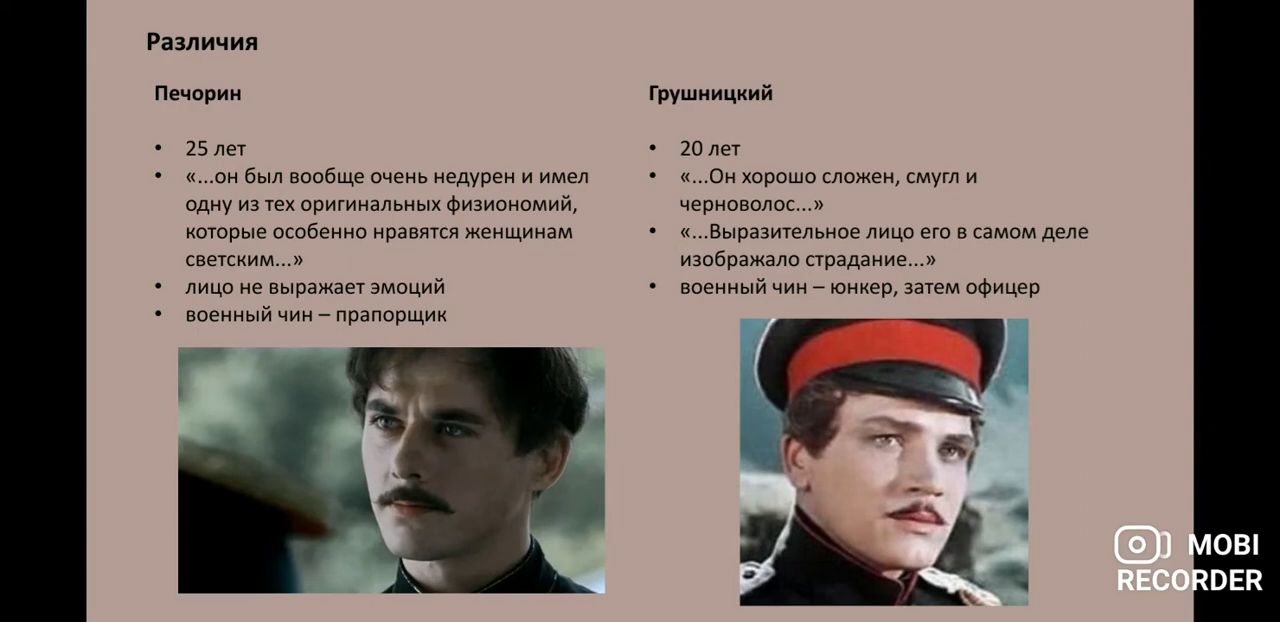 Различия
Печорин
• 25 лет
• «...он был вообще очень недурен и имел
одну из тех оригинальных физиономий,
которые особенно нравятся женщинам
светским...»
• лицо не выражает эмоций
• военный чин – прапорщик
Грушницкий
• 20 лет
• «...Он хорошо сложен, смугл и
черноволос...»
• «...Выразительное лицо его в самом деле
изображало страдание...»
• военный чин – юнкер, затем офицер
MOBI
RECORDER